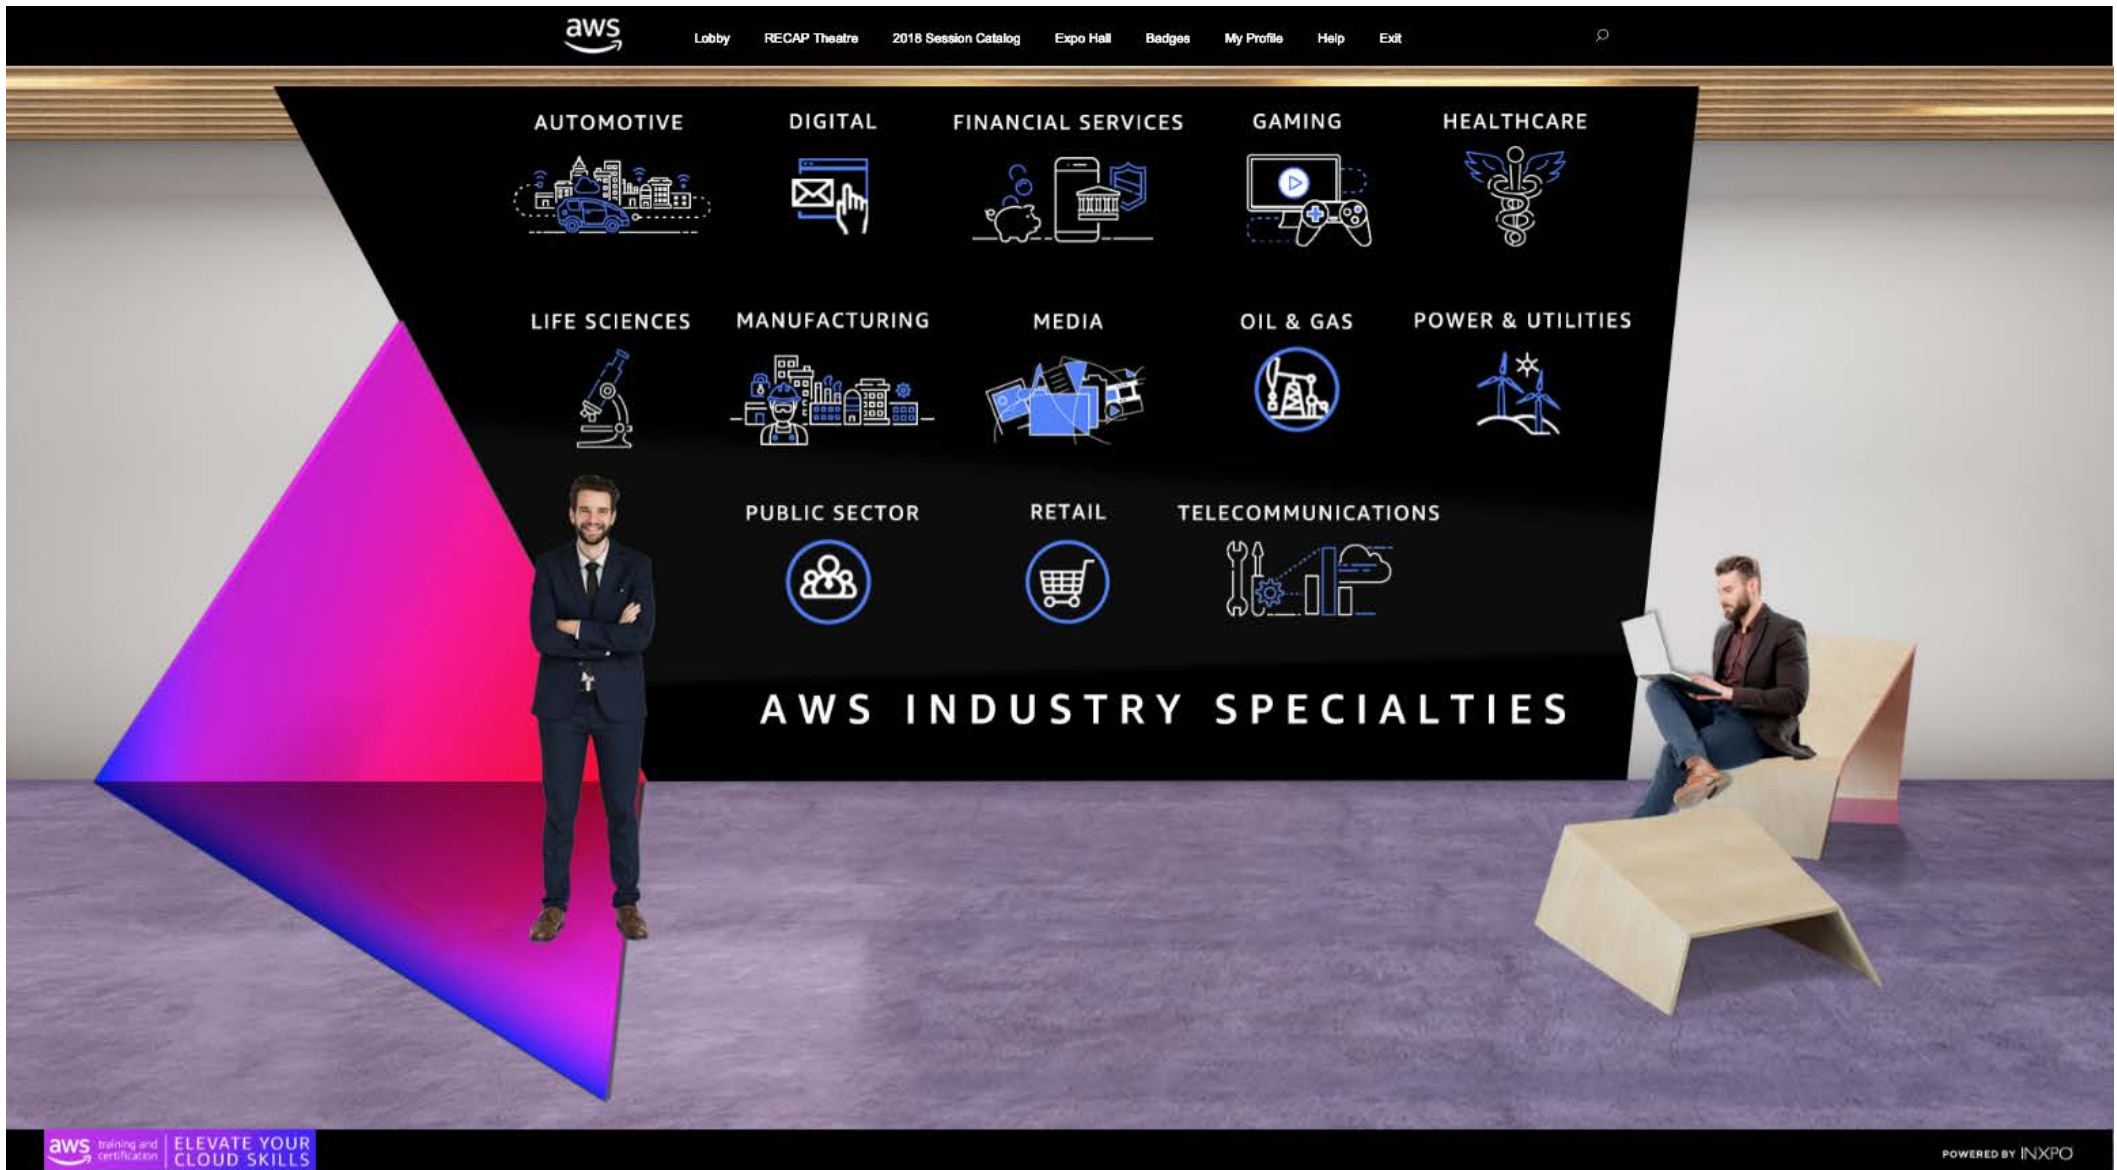 aws
Lobby RECAP Theatre 2018 Session Catalog Expo Hall Badges My Profile Help Exit
AUTOMOTIVE DIGITAL FINANCIAL SERVICES GAMING HEALTHCARE
LIFE SCIENCES MANUFACTURING MEDIA OIL & GAS POWER & UTILITIES
PUBLIC SECTOR RETAIL TELECOMMUNICATIONS
AWS INDUSTRY SPECIALTIES
aws training and certification
ELEVATE YOUR
CLOUD SKILLS
POWERED BY INXPO